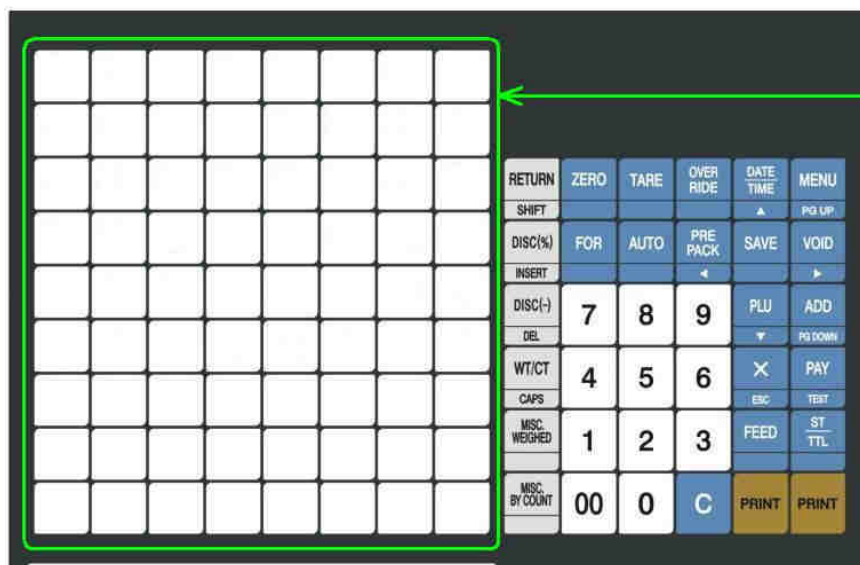 RETURN ZERO TARE OVER RIDE DATE TIME MENU
SHIFT ▲ PG UP
DISC(%) FOR AUTO PRE PACK SAVE VOID
INSERT ◀ ▶
DISC(-) 7 8 9 PLU ADD
DEL ▼ PG DOWN
WT/CT 4 5 6 × PAY
CAPS ESC TEST
MISC. WEIGHED 1 2 3 FEED ST TTL
MISC. BY COUNT 00 0 C PRINT PRINT